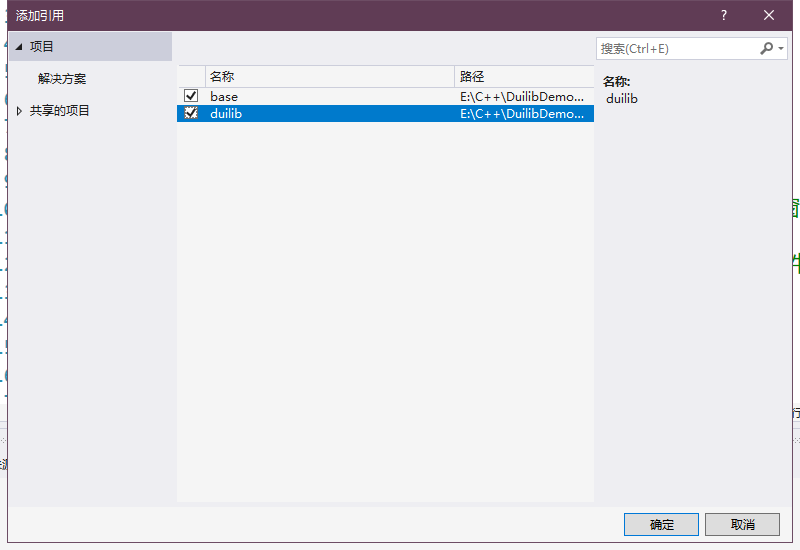 添加引用
?
项目
解决方案
共享的项目
名称 路径
base E:\C++\DuilibDemo...
duilib E:\C++\DuilibDemo...
搜索(Ctrl+E)
名称:
duilib
确定 取消